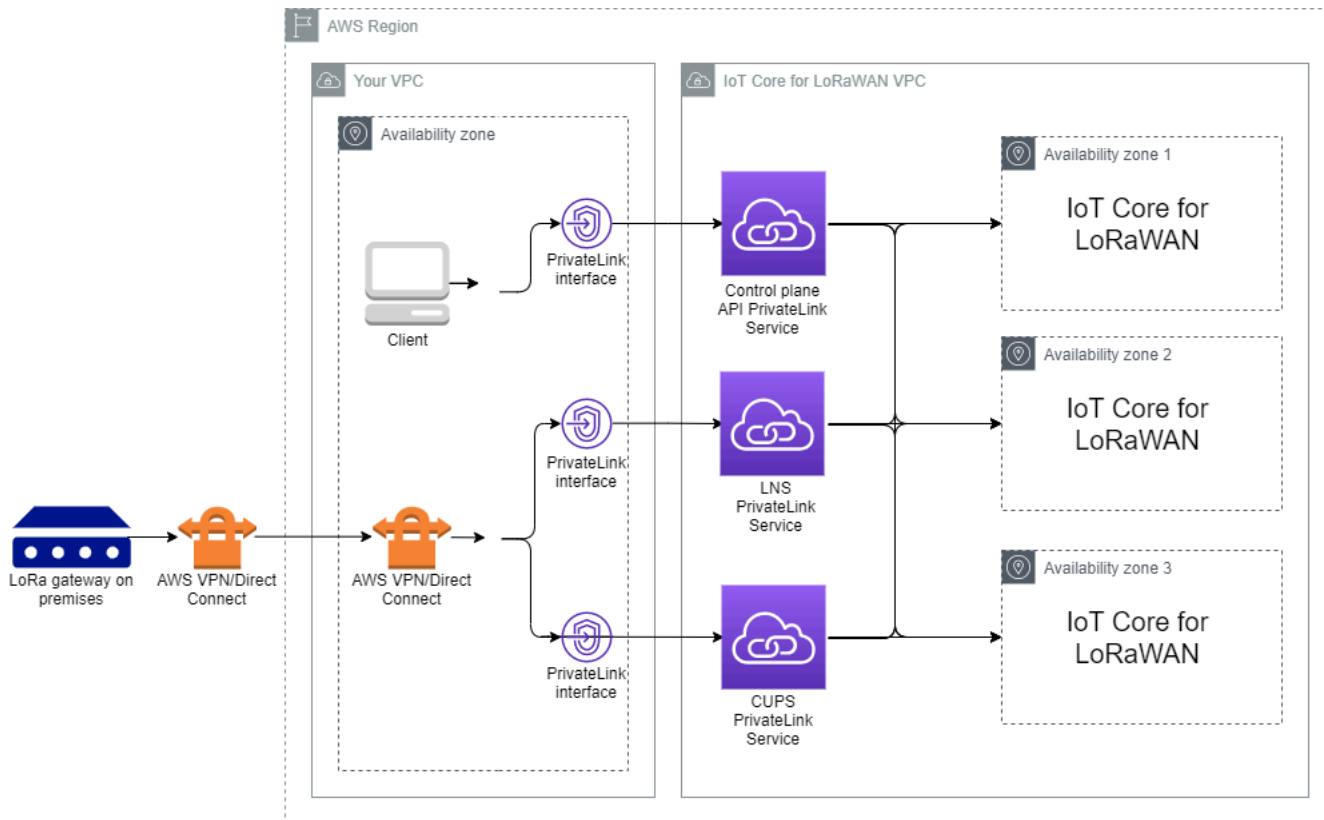 AWS Region
Your VPC
IoT Core for LoRaWAN VPC
Availability zone
Availability zone 1
IoT Core for
LoRaWAN
PrivateLink
interface
Control plane
API PrivateLink
Service
Client
Availability zone 2
IoT Core for
LoRaWAN
PrivateLink
interface
LNS
PrivateLink
Service
LoRa gateway on
premises
AWS VPN/Direct
Connect
AWS VPN/Direct
Connect
Availability zone 3
IoT Core for
LoRaWAN
PrivateLink
interface
CUPS
PrivateLink
Service